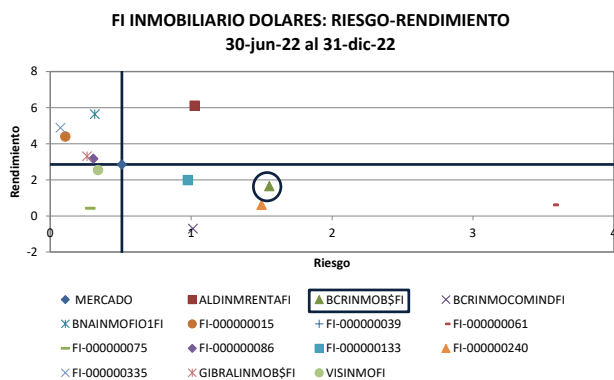 FI INMOBILIARIO DOLARES: RIESGO-RENDIMIENTO
30-jun-22 al 31-dic-22
8
6
4
2
0
-2
Rendimiento
0 1 2 3 4
Riesgo
MERCADO ALDINMRENTAFI BCRINMOB$FI BCRINMOCOMINDFI
BNAINMOFIO1FI FI-000000015 FI-000000039 FI-000000061
FI-000000075 FI-000000086 FI-000000133 FI-000000240
FI-000000335 GIBRALINMOB$FI VISINMOFI